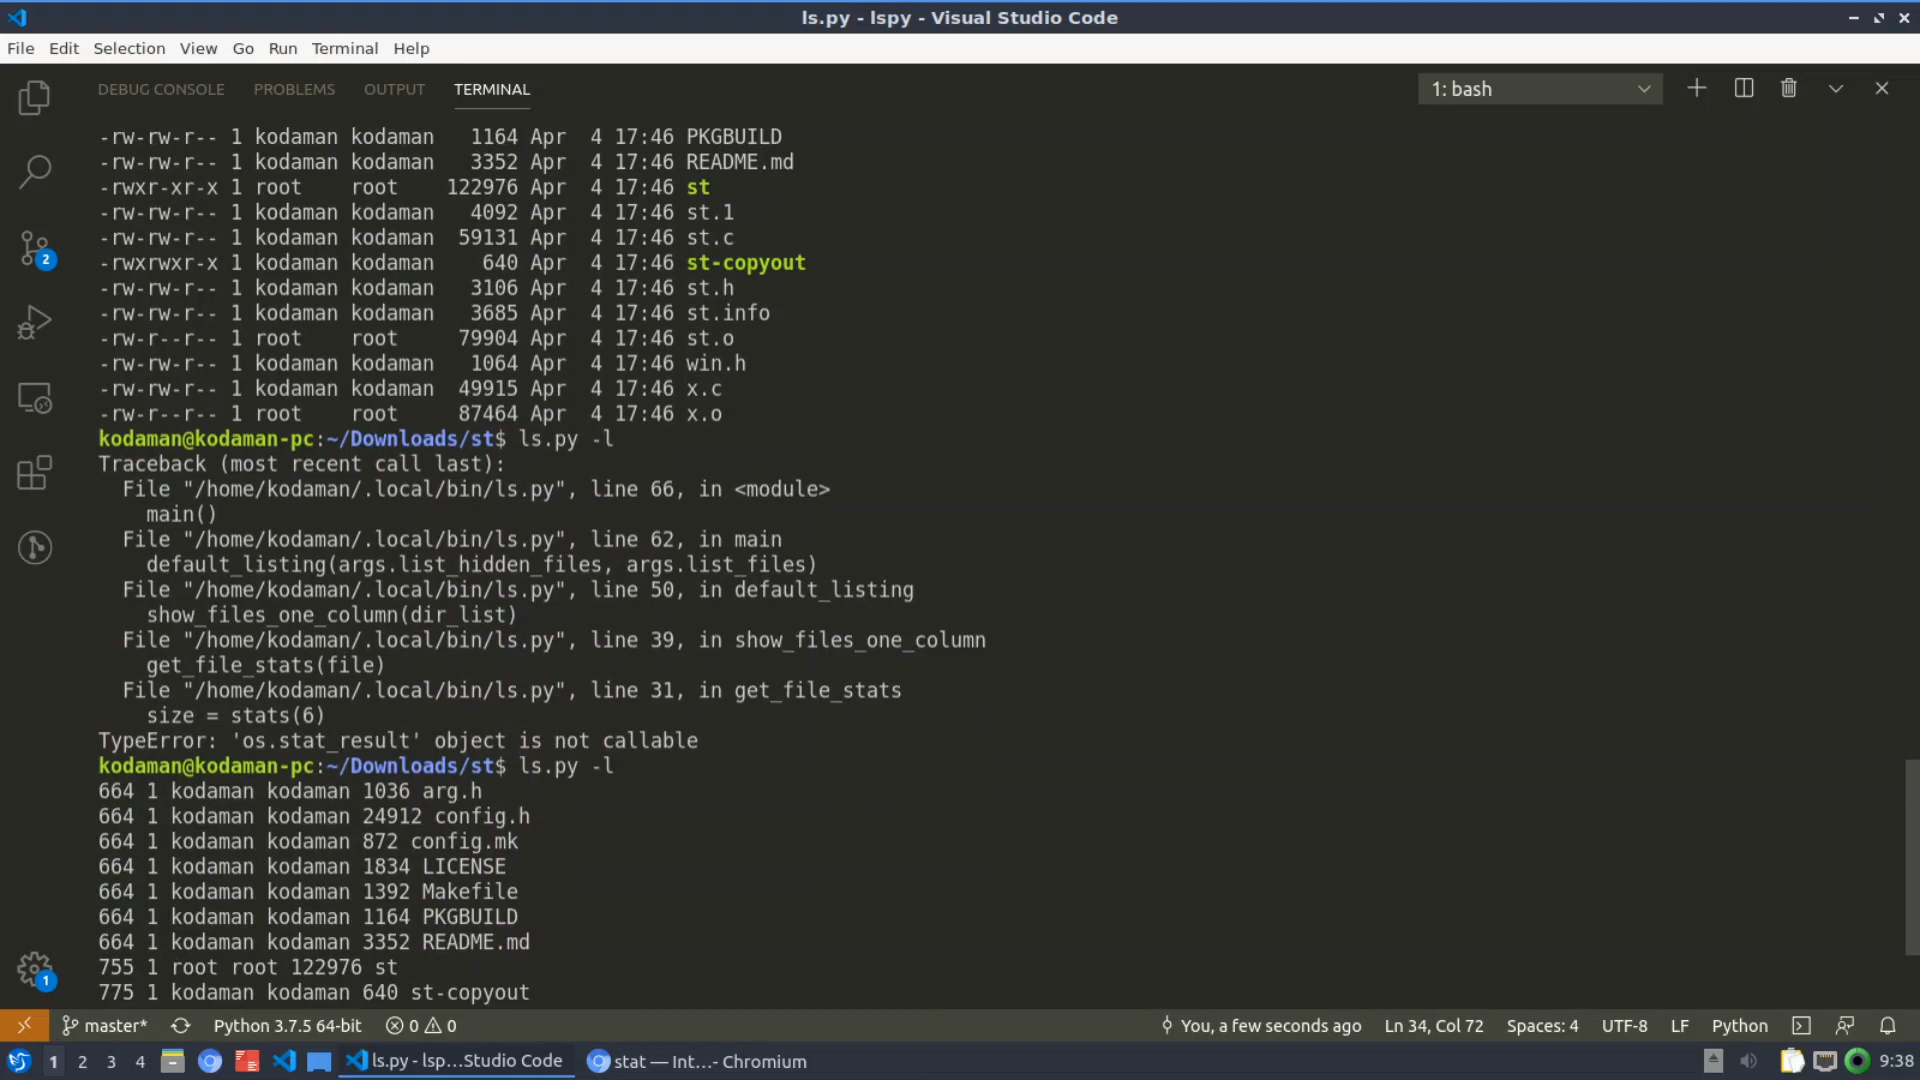 ls.py - lspy - Visual Studio Code
File Edit Selection View Go Run Terminal Help
DEBUG CONSOLE PROBLEMS OUTPUT TERMINAL 1: bash
-rw-rw-r-- 1 kodaman kodaman   1164 Apr  4 17:46 PKGBUILD
-rw-rw-r-- 1 kodaman kodaman   3352 Apr  4 17:46 README.md
-rwxr-xr-x 1 root    root    122976 Apr  4 17:46 st
-rw-rw-r-- 1 kodaman kodaman   4092 Apr  4 17:46 st.1
-rw-rw-r-- 1 kodaman kodaman  59131 Apr  4 17:46 st.c
-rwxrwxr-x 1 kodaman kodaman    640 Apr  4 17:46 st-copyout
-rw-rw-r-- 1 kodaman kodaman   3106 Apr  4 17:46 st.h
-rw-rw-r-- 1 kodaman kodaman   3685 Apr  4 17:46 st.info
-rw-r--r-- 1 root    root     79904 Apr  4 17:46 st.o
-rw-rw-r-- 1 kodaman kodaman   1064 Apr  4 17:46 win.h
-rw-rw-r-- 1 kodaman kodaman  49915 Apr  4 17:46 x.c
-rw-r--r-- 1 root    root     87464 Apr  4 17:46 x.o
kodaman@kodaman-pc:~/Downloads/st$ ls.py -l
Traceback (most recent call last):
  File "/home/kodaman/.local/bin/ls.py", line 66, in <module>
    main()
  File "/home/kodaman/.local/bin/ls.py", line 62, in main
    default_listing(args.list_hidden_files, args.list_files)
  File "/home/kodaman/.local/bin/ls.py", line 50, in default_listing
    show_files_one_column(dir_list)
  File "/home/kodaman/.local/bin/ls.py", line 39, in show_files_one_column
    get_file_stats(file)
  File "/home/kodaman/.local/bin/ls.py", line 31, in get_file_stats
    size = stats(6)
TypeError: 'os.stat_result' object is not callable
kodaman@kodaman-pc:~/Downloads/st$ ls.py -l
664 1 kodaman kodaman 1036 arg.h
664 1 kodaman kodaman 24912 config.h
664 1 kodaman kodaman 872 config.mk
664 1 kodaman kodaman 1834 LICENSE
664 1 kodaman kodaman 1392 Makefile
664 1 kodaman kodaman 1164 PKGBUILD
664 1 kodaman kodaman 3352 README.md
755 1 root root 122976 st
775 1 kodaman kodaman 640 st-copyout
2
1
master* Python 3.7.5 64-bit 0 0 You, a few seconds ago Ln 34, Col 72 Spaces: 4 UTF-8 LF Python
1 2 3 4 ls.py - lsp...Studio Code stat — Int...- Chromium 9:38